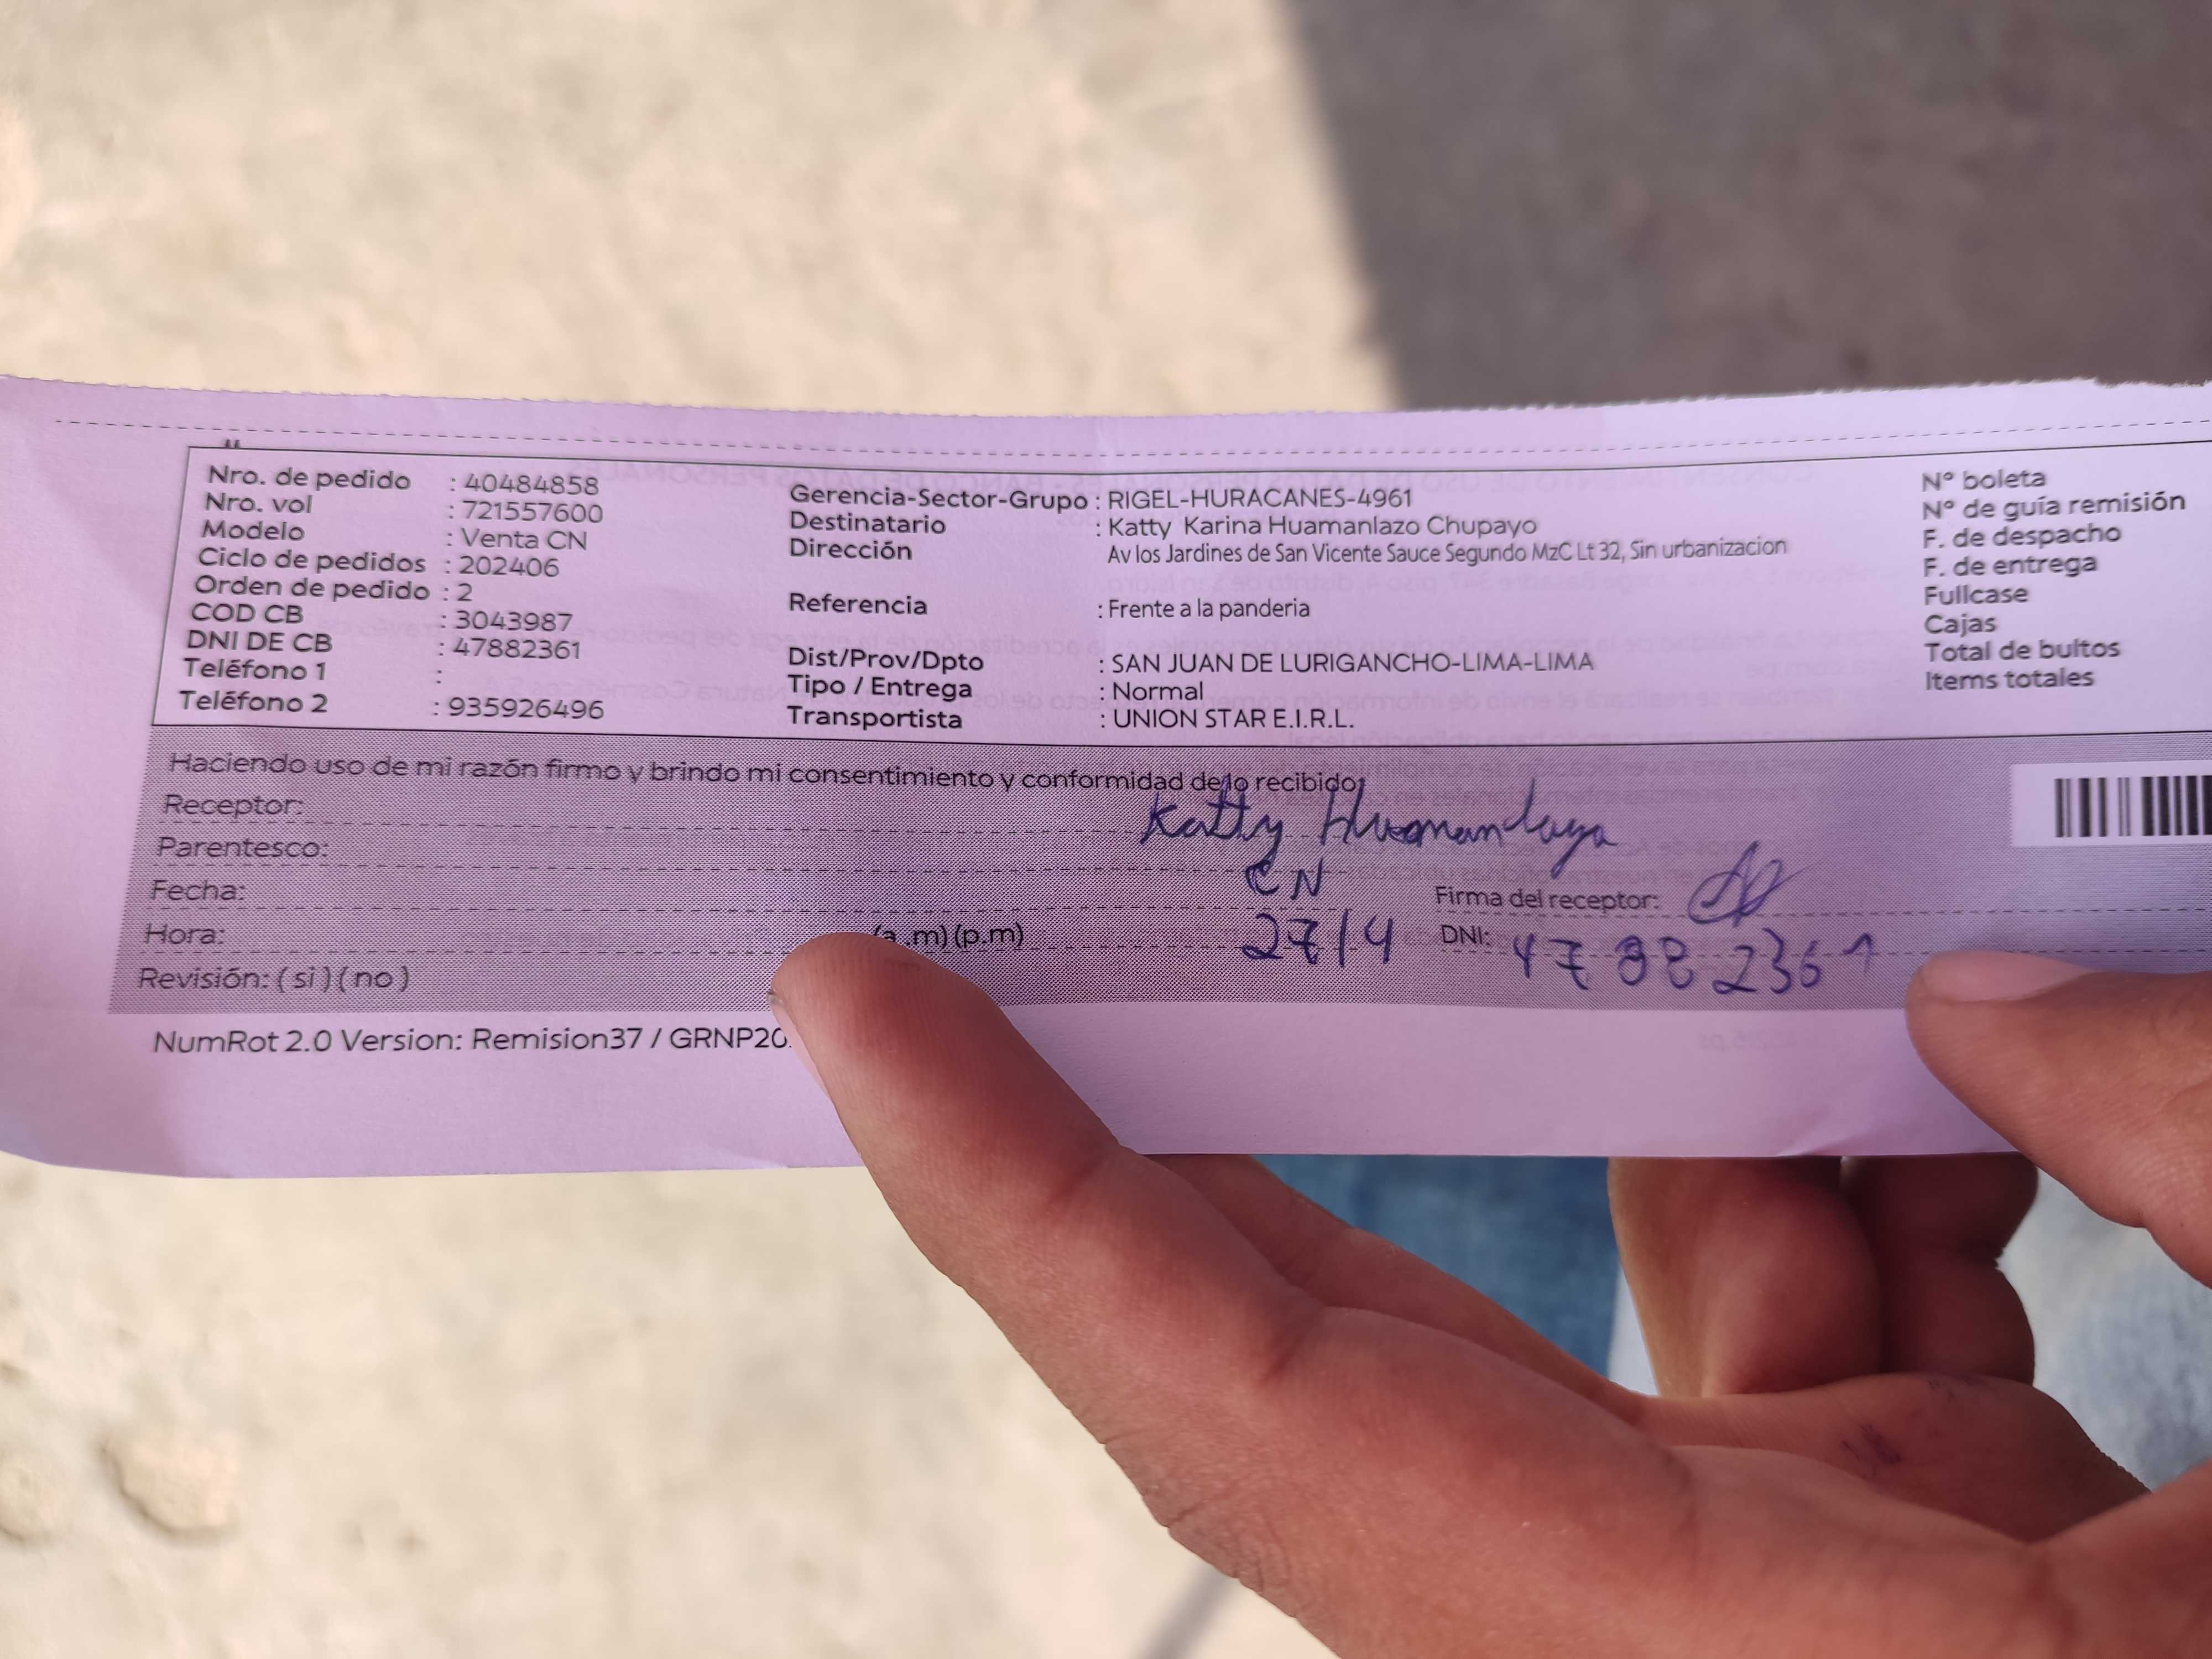 Nro. de pedido : 40484858
Nro. vol : 721557600
Modelo : Venta CN
Ciclo de pedidos : 202406
Orden de pedido : 2
COD CB : 3043987
DNI DE CB : 47882361
Teléfono 1 :
Teléfono 2 : 935926496
Gerencia-Sector-Grupo : RIGEL-HURACANES-4961
Destinatario : Katty Karina Huamanlazo Chupayo
Dirección Av los Jardines de San Vicente Sauce Segundo MzC Lt 32, Sin urbanizacion
Referencia : Frente a la panderia
Dist/Prov/Dpto : SAN JUAN DE LURIGANCHO-LIMA-LIMA
Tipo / Entrega : Normal
Transportista : UNION STAR E.I.R.L.
N° boleta
N° de guía remisión
F. de despacho
F. de entrega
Fullcase
Cajas
Total de bultos
Items totales
Haciendo uso de mi razón firmo y brindo mi consentimiento y conformidad de lo recibido
Receptor: Katty
Parentesco: CN
Fecha: 27/4 Firma del receptor:
Hora: (a.m) (p.m) DNI: 47882361
Revisión: ( si ) ( no )
NumRot 2.0 Version: Remision37 / GRNP20